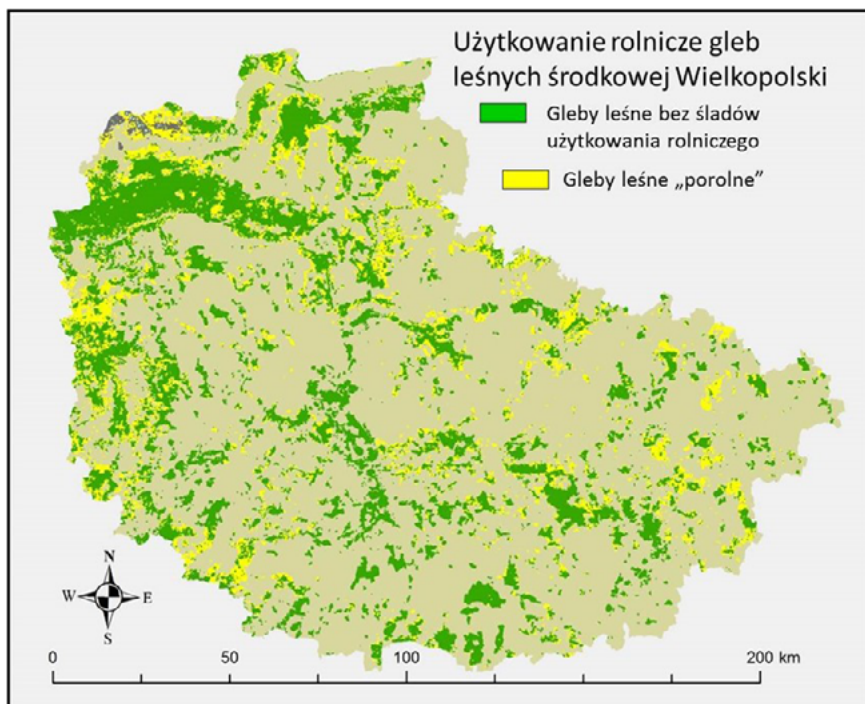 Użytkowanie rolnicze gleb
leśnych środkowej Wielkopolski
Gleby leśne bez śladów
użytkowania rolniczego
Gleby leśne „porolne”
N
W E
S
0 50 100 200 km